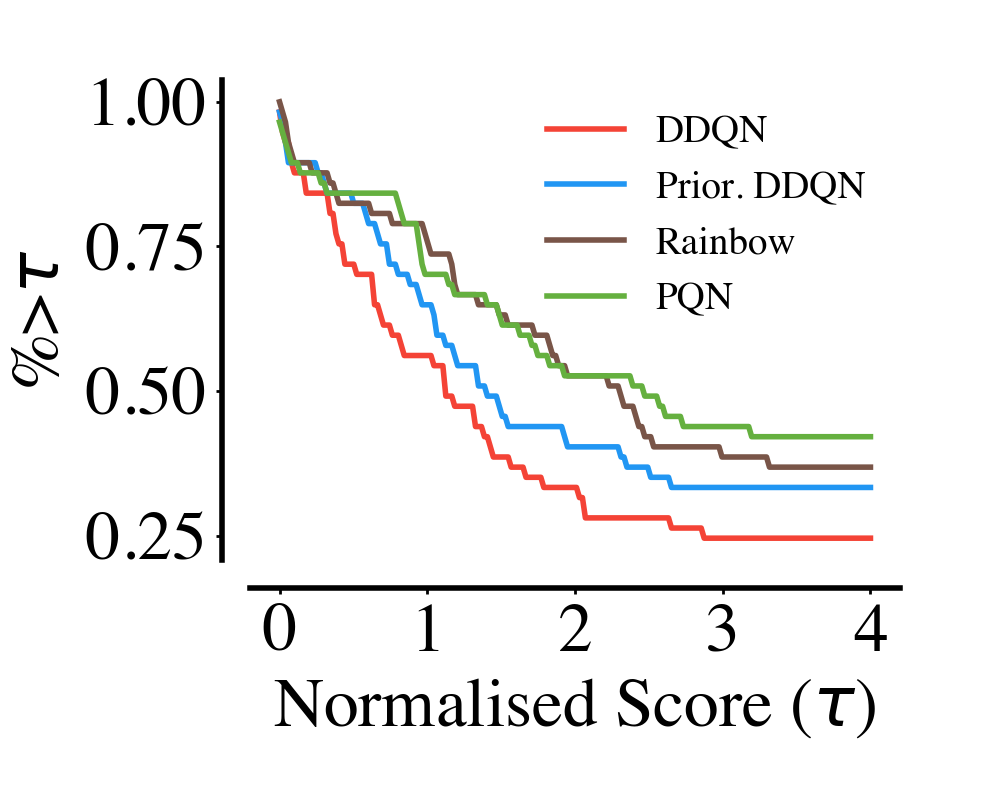 1.00
0.75
0.50
0.25
%>τ
DDQN
Prior. DDQN
Rainbow
PQN
0 1 2 3 4
Normalised Score (τ)